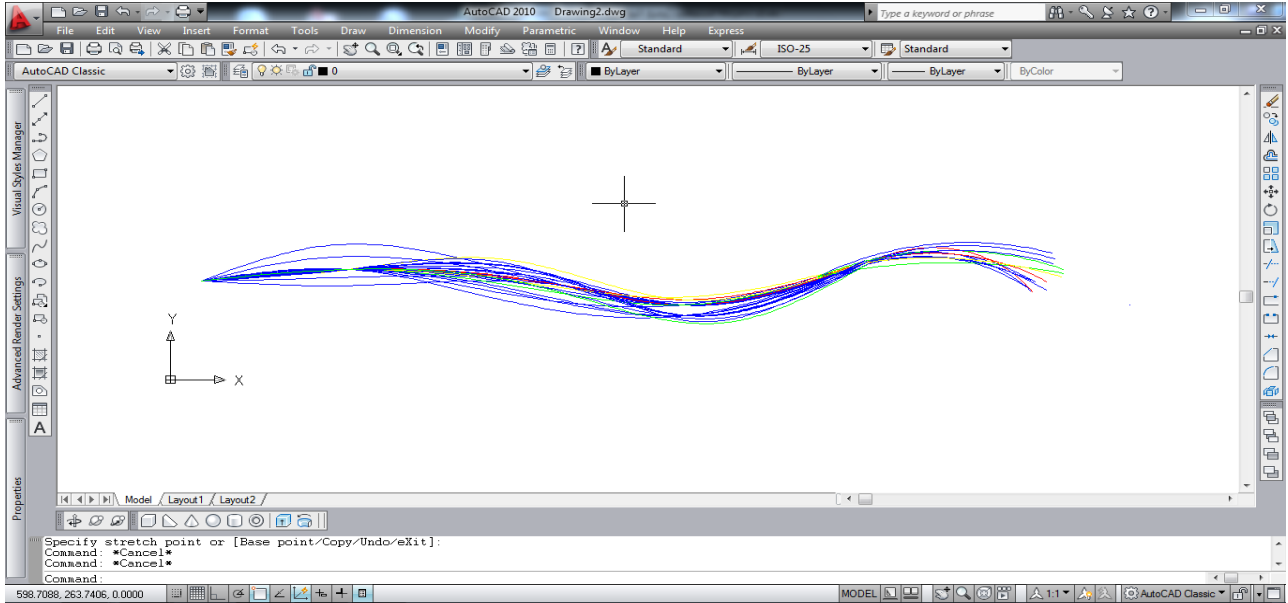 AutoCAD 2010 Drawing2.dwg Type a keyword or phrase
File Edit View Insert Format Tools Draw Dimension Modify Parametric Window Help Express
Standard ISO-25 Standard
AutoCAD Classic 0 ByLayer ByLayer ByLayer ByColor
Visual Styles Manager
Advanced Render Settings
Properties
A
Y
X
Model Layout1 Layout2
Specify stretch point or [Base point/Copy/Undo/eXit]:
Command: *Cancel*
Command: *Cancel*
Command:
598.7088, 263.7406, 0.0000 MODEL 1:1 AutoCAD Classic